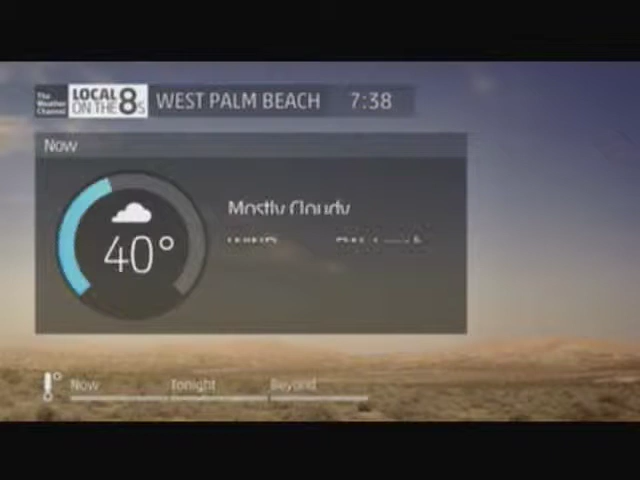 The Weather Channel
LOCAL ON THE 8s
WEST PALM BEACH 7:38
Now
Mostly Cloudy
WIND
40°
Now Tonight Beyond